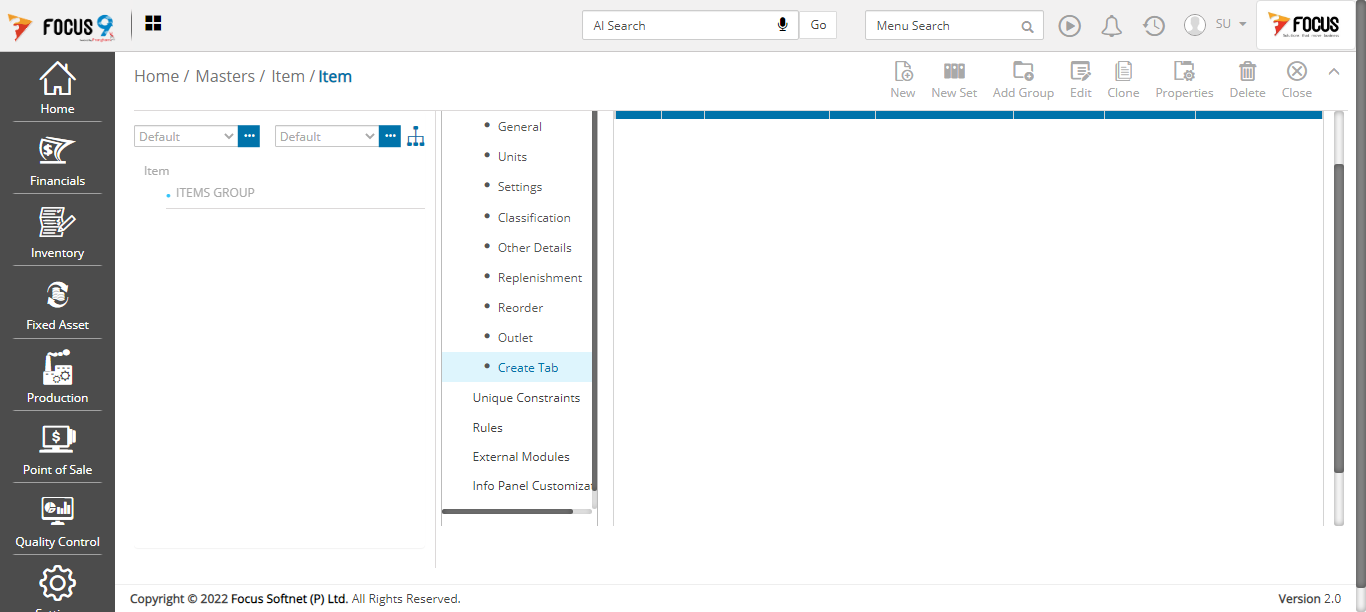 FOCUS 9
AI Search
Go
Menu Search
SU
FOCUS
Home
Financials
Inventory
Fixed Asset
Production
Point of Sale
Quality Control
Home / Masters / Item / Item
New
New Set
Add Group
Edit
Clone
Properties
Delete
Close
Default
Default
Item
ITEMS GROUP
General
Units
Settings
Classification
Other Details
Replenishment
Reorder
Outlet
Create Tab
Unique Constraints
Rules
External Modules
Info Panel Customizat
Copyright © 2022 Focus Softnet (P) Ltd. All Rights Reserved.
Version 2.0